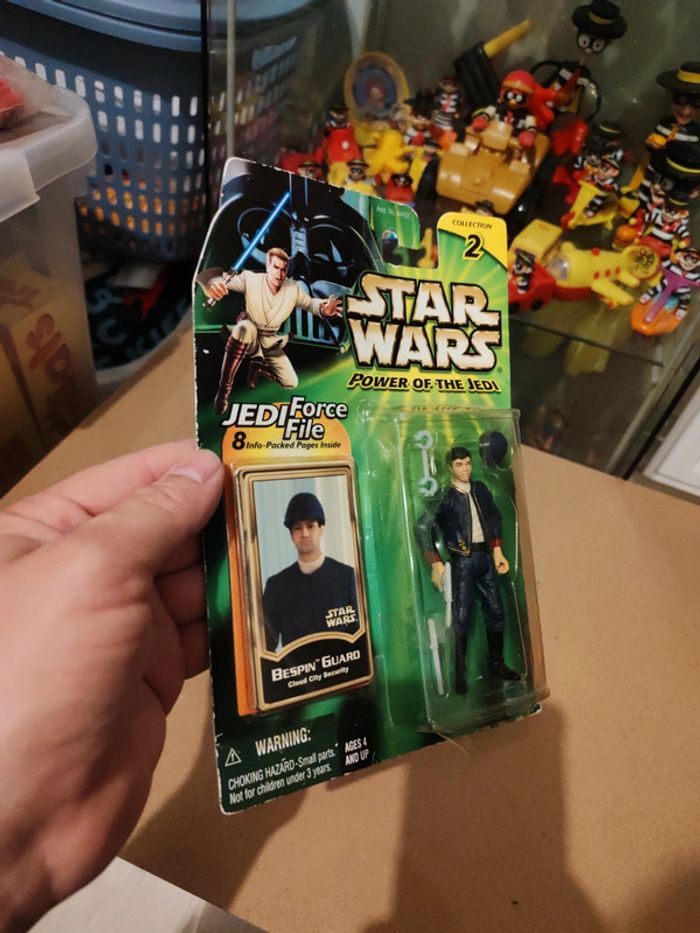 COLLECTION
2
STAR
WARS
POWER OF THE JEDI
JEDI Force
File
8 Info-Packed Pages Inside
STAR
WARS
BESPIN™ GUARD
Cloud City Security
WARNING:
CHOKING HAZARD-Small parts.
Not for children under 3 years.
AGES 4
AND UP